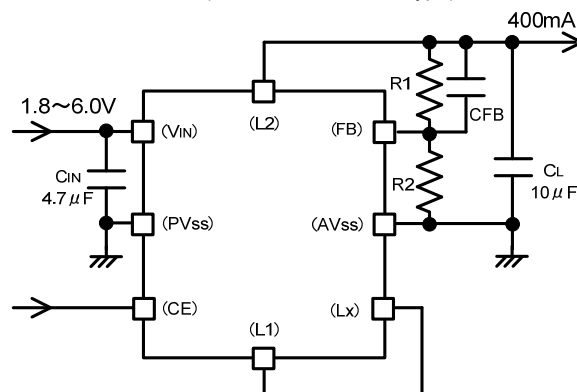 400mA
1.8～6.0V
(L2)
R1
CFB
(VIN)
(FB)
CIN
4.7μF
R2
CL
10μF
(PVss)
(AVss)
(CE)
(Lx)
(L1)